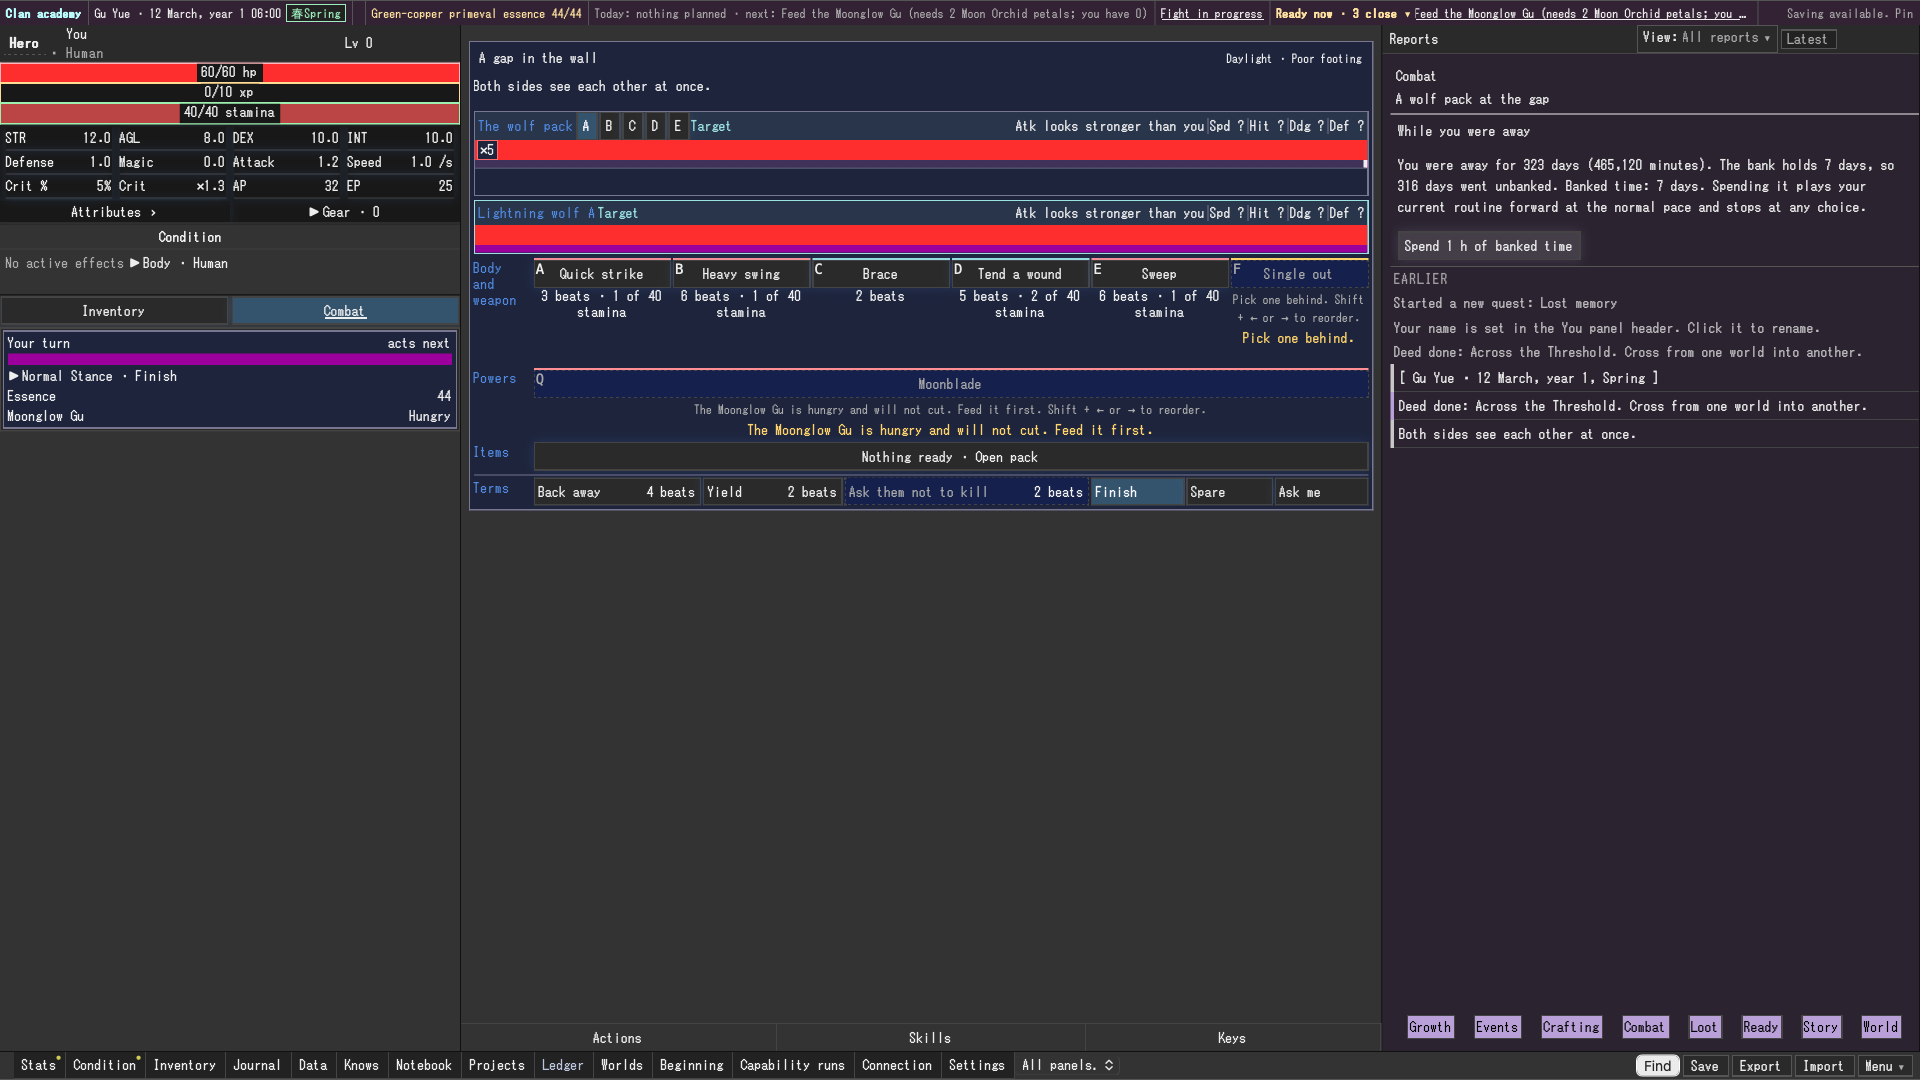 Clan academy Gu Yue · 12 March, year 1 06:00 春Spring Green-copper primeval essence 44/44 Today: nothing planned · next: Feed the Moonglow Gu (needs 2 Moon Orchid petals; you have 0) Fight in progress Ready now · 3 close ▾ Feed the Moonglow Gu (needs 2 Moon Orchid petals; you … Saving available. Pin
Hero You Lv 0
· Human
60/60 hp
0/10 xp
40/40 stamina
STR 12.0 AGL 8.0 DEX 10.0 INT 10.0
Defense 1.0 Magic 0.0 Attack 1.2 Speed 1.0 /s
Crit % 5% Crit ×1.3 AP 32 EP 25
Attributes › ▶Gear · 0
Condition
No active effects ▶Body · Human
Inventory Combat
Your turn acts next
▶Normal Stance · Finish
Essence 44
Moonglow Gu Hungry
A gap in the wall Daylight · Poor footing
Both sides see each other at once.
The wolf pack A B C D E Target Atk looks stronger than you Spd ? Hit ? Ddg ? Def ?
×5
Lightning wolf A Target Atk looks stronger than you Spd ? Hit ? Ddg ? Def ?
Body and weapon
A Quick strike
3 beats · 1 of 40 stamina
B Heavy swing
6 beats · 1 of 40 stamina
C Brace
2 beats
D Tend a wound
5 beats · 2 of 40 stamina
E Sweep
6 beats · 1 of 40 stamina
F Single out
Pick one behind. Shift + ← or → to reorder.
Pick one behind.
Powers Q Moonblade
The Moonglow Gu is hungry and will not cut. Feed it first. Shift + ← or → to reorder.
The Moonglow Gu is hungry and will not cut. Feed it first.
Items Nothing ready · Open pack
Terms Back away 4 beats Yield 2 beats Ask them not to kill 2 beats Finish Spare Ask me
Actions Skills Keys
Reports View: All reports ▾ Latest
Combat
A wolf pack at the gap
While you were away
You were away for 323 days (465,120 minutes). The bank holds 7 days, so
316 days went unbanked. Banked time: 7 days. Spending it plays your
current routine forward at the normal pace and stops at any choice.
Spend 1 h of banked time
EARLIER
Started a new quest: Lost memory
Your name is set in the You panel header. Click it to rename.
Deed done: Across the Threshold. Cross from one world into another.
[ Gu Yue · 12 March, year 1, Spring ]
Deed done: Across the Threshold. Cross from one world into another.
Both sides see each other at once.
Growth Events Crafting Combat Loot Ready Story World
Stats Condition Inventory Journal Data Knows Notebook Projects Ledger Worlds Beginning Capability runs Connection Settings All panels. Find Save Export Import Menu ▾